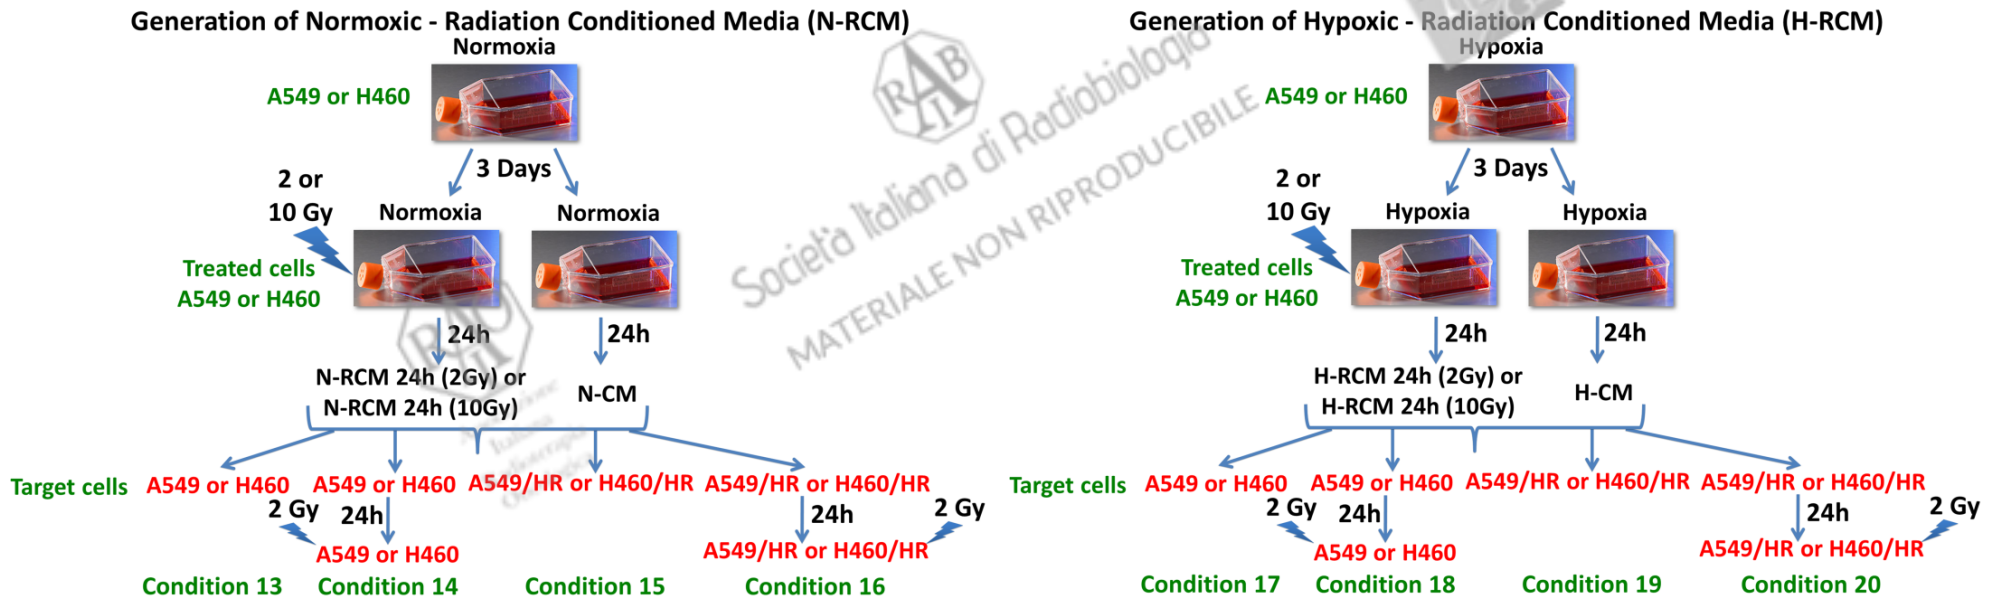 Generation of Normoxic - Radiation Conditioned Media (N-RCM)
Normoxia
A549 or H460
3 Days
2 or
10 Gy
Normoxia
Normoxia
Treated cells
A549 or H460
24h
24h
N-RCM 24h (2Gy) or
N-RCM 24h (10Gy)
N-CM
Target cells
A549 or H460
A549 or H460
A549/HR or H460/HR
A549/HR or H460/HR
2 Gy
24h
24h
2 Gy
A549 or H460
A549/HR or H460/HR
Condition 13
Condition 14
Condition 15
Condition 16
Generation of Hypoxic - Radiation Conditioned Media (H-RCM)
Hypoxia
A549 or H460
3 Days
2 or
10 Gy
Hypoxia
Hypoxia
Treated cells
A549 or H460
24h
24h
H-RCM 24h (2Gy) or
H-RCM 24h (10Gy)
H-CM
Target cells
A549 or H460
A549 or H460
A549/HR or H460/HR
A549/HR or H460/HR
2 Gy
24h
24h
2 Gy
A549 or H460
A549/HR or H460/HR
Condition 17
Condition 18
Condition 19
Condition 20
Società Italiana di Radiobiologia
MATERIALE NON RIPRODUCIBILE
Italiana